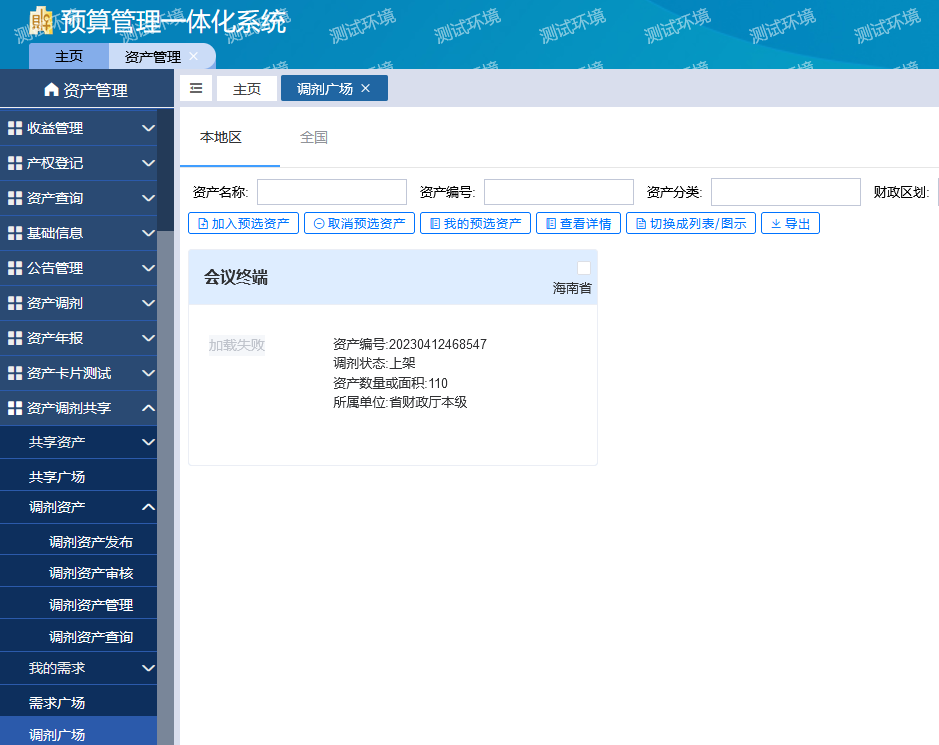 预算管理一体化系统
测试环境 测试环境 测试环境 测试环境 测试环境 测试环境 测试环境 测试环境 测试环境
主页 资产管理 ×
资产管理
主页 调剂广场 ×
本地区 全国
收益管理
产权登记
资产查询
基础信息
公告管理
资产调剂
资产年报
资产卡片测试
资产调剂共享
共享资产
共享广场
调剂资产
调剂资产发布
调剂资产审核
调剂资产管理
调剂资产查询
我的需求
需求广场
调剂广场
资产名称: 资产编号: 资产分类: 财政区划:
加入预选资产 取消预选资产 我的预选资产 查看详情 切换成列表/图示 导出
会议终端
海南省
加载失败
资产编号:20230412468547
调剂状态:上架
资产数量或面积:110
所属单位:省财政厅本级